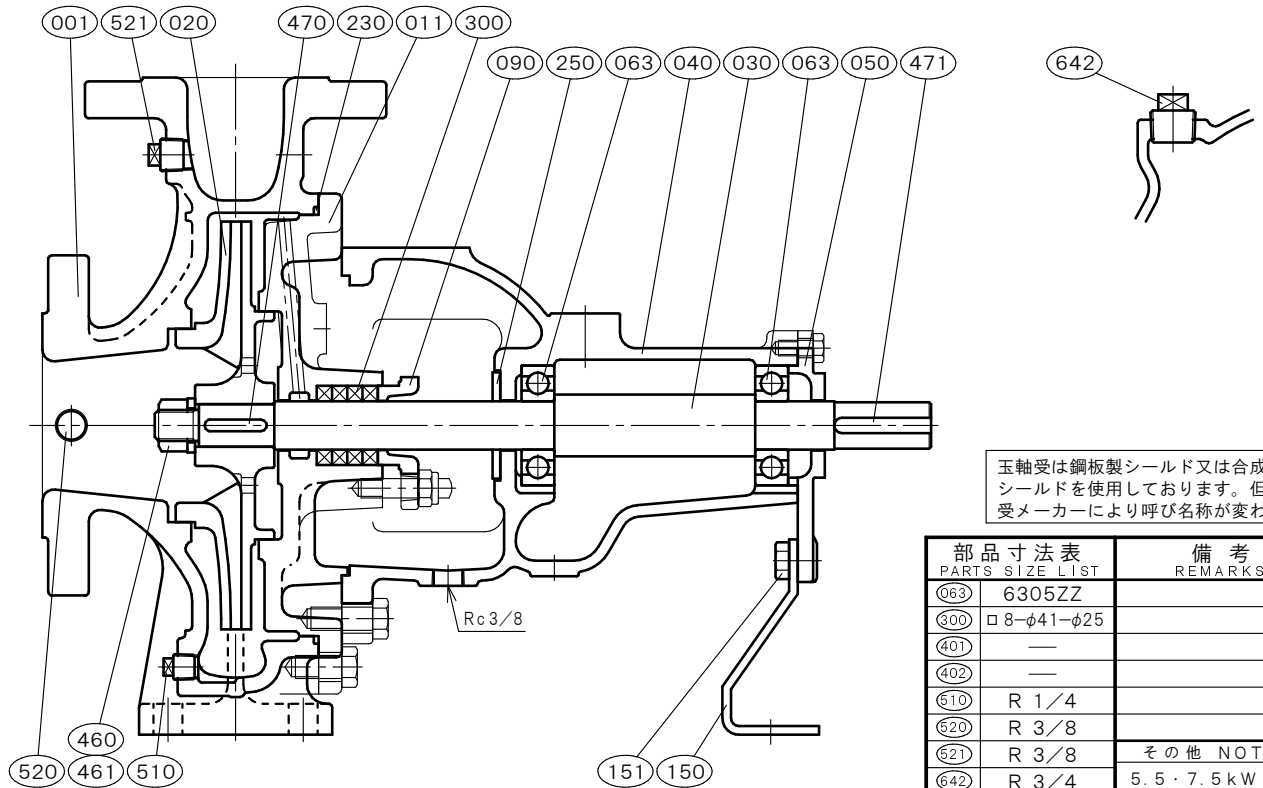 001 521 020 470 230 011 300
090 250 063 040 030 063 050 471
642
玉軸受は鋼板製シールド又は合成
シールドを使用しております。但
受メーカーにより呼び名称が変わ
部品寸法表 備考
PARTS SIZE LIST REMARKS
063 6305ZZ
300 □8-φ41-φ25
401 —
402 —
510 R 1/4
520 R 3/8
521 R 3/8 その他 NOT
642 R 3/4 5.5・7.5kW
Rc3/8
460
520 461 510 151 150